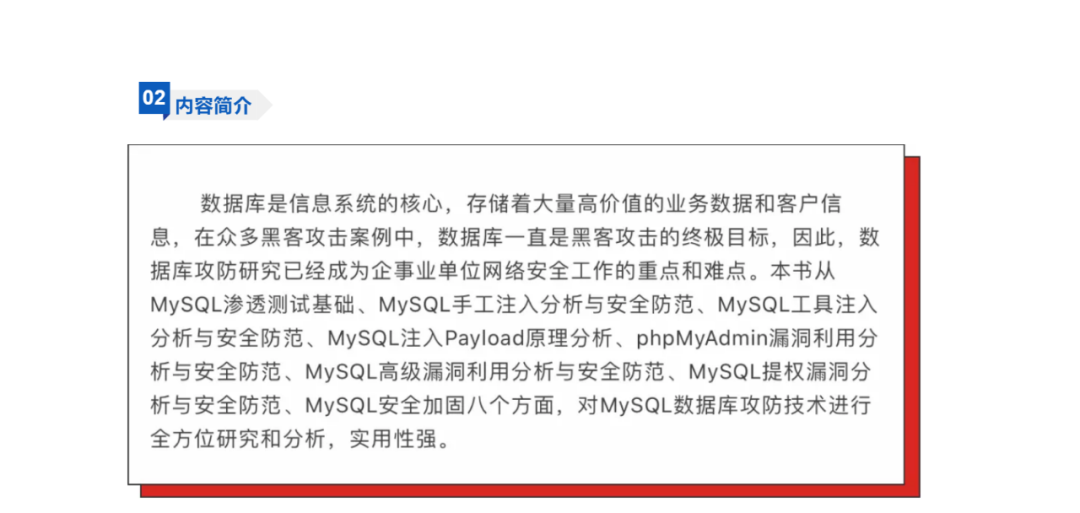 02
内容简介
数据库是信息系统的核心，存储着大量高价值的业务数据和客户信
息，在众多黑客攻击案例中，数据库一直是黑客攻击的终极目标，因此，数
据库攻防研究已经成为企事业单位网络安全工作的重点和难点。本书从
MySQL渗透测试基础、MySQL手工注入分析与安全防范、MySQL工具注入
分析与安全防范、MySQL注入Payload原理分析、phpMyAdmin漏洞利用分
析与安全防范、MySQL高级漏洞利用分析与安全防范、MySQL提权漏洞分
析与安全防范、MySQL安全加固八个方面，对MySQL数据库攻防技术进行
全方位研究和分析，实用性强。